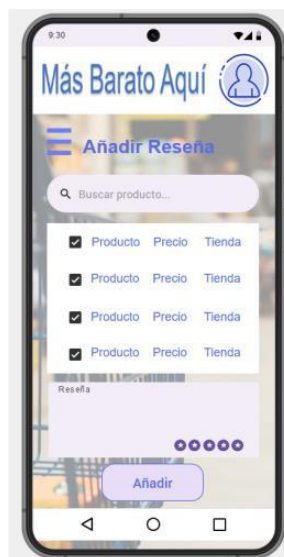 9:30
Más Barato Aquí
Añadir Reseña
Buscar producto...
Producto Precio Tienda
Producto Precio Tienda
Producto Precio Tienda
Producto Precio Tienda
Reseña
Añadir